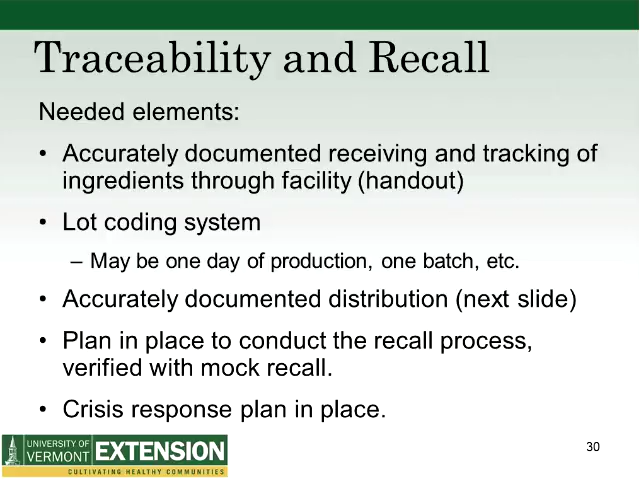 Traceability and Recall
Needed elements:
• Accurately documented receiving and tracking of
ingredients through facility (handout)
• Lot coding system
– May be one day of production, one batch, etc.
• Accurately documented distribution (next slide)
• Plan in place to conduct the recall process,
verified with mock recall.
• Crisis response plan in place.
UNIVERSITY OF
VERMONT EXTENSION
CULTIVATING HEALTHY COMMUNITIES
30